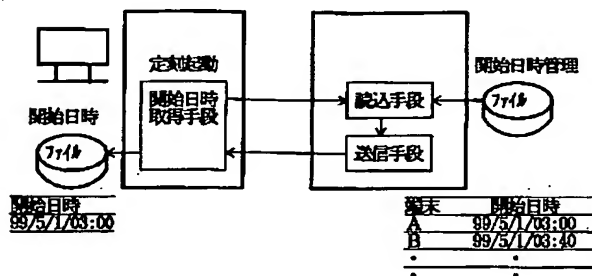 定刻起動
開始日時
取得手段
読込手段
送信手段
開始日時管理
ファイル
開始日時
ファイル
開始日時
99/5/1/03:00
端末 開始日時
A 99/5/1/03:00
B 99/5/1/03:40
・ ・
・ ・